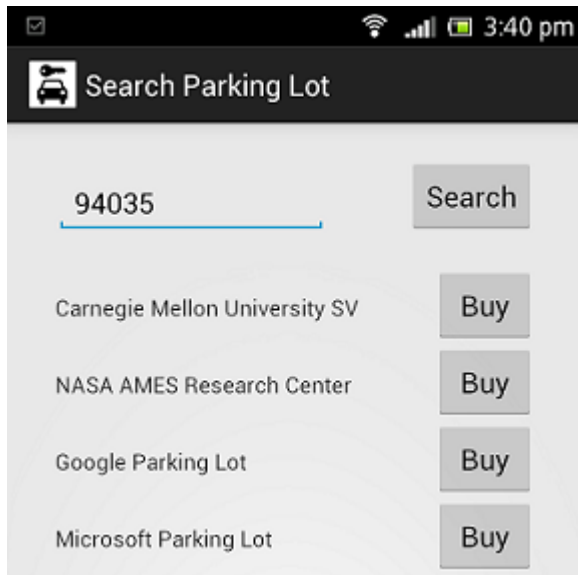 3:40 pm
Search Parking Lot
94035 Search
Carnegie Mellon University SV Buy
NASA AMES Research Center Buy
Google Parking Lot Buy
Microsoft Parking Lot Buy